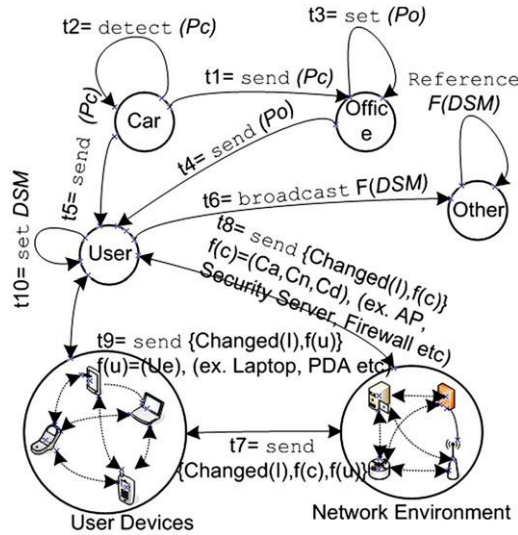 t2= detect (Pc)
t3= set (Po)
t1= send (Pc)
Car
Offic
e
Reference
F(DSM)
t5= send (Pc)
t4= send (Po)
t6= broadcast F(DSM)
Other
t10= set DSM
User
t8= send {Changed(I),f(c)}
f(c)=(Ca,Cn,Cd), (ex. AP,
Security Server, Firewall etc)
t9= send {Changed(I),f(u)}
f(u)=(Ue), (ex. Laptop, PDA etc)
t7= send
{Changed(I),f(c),f(u)}
User Devices
Network Environment